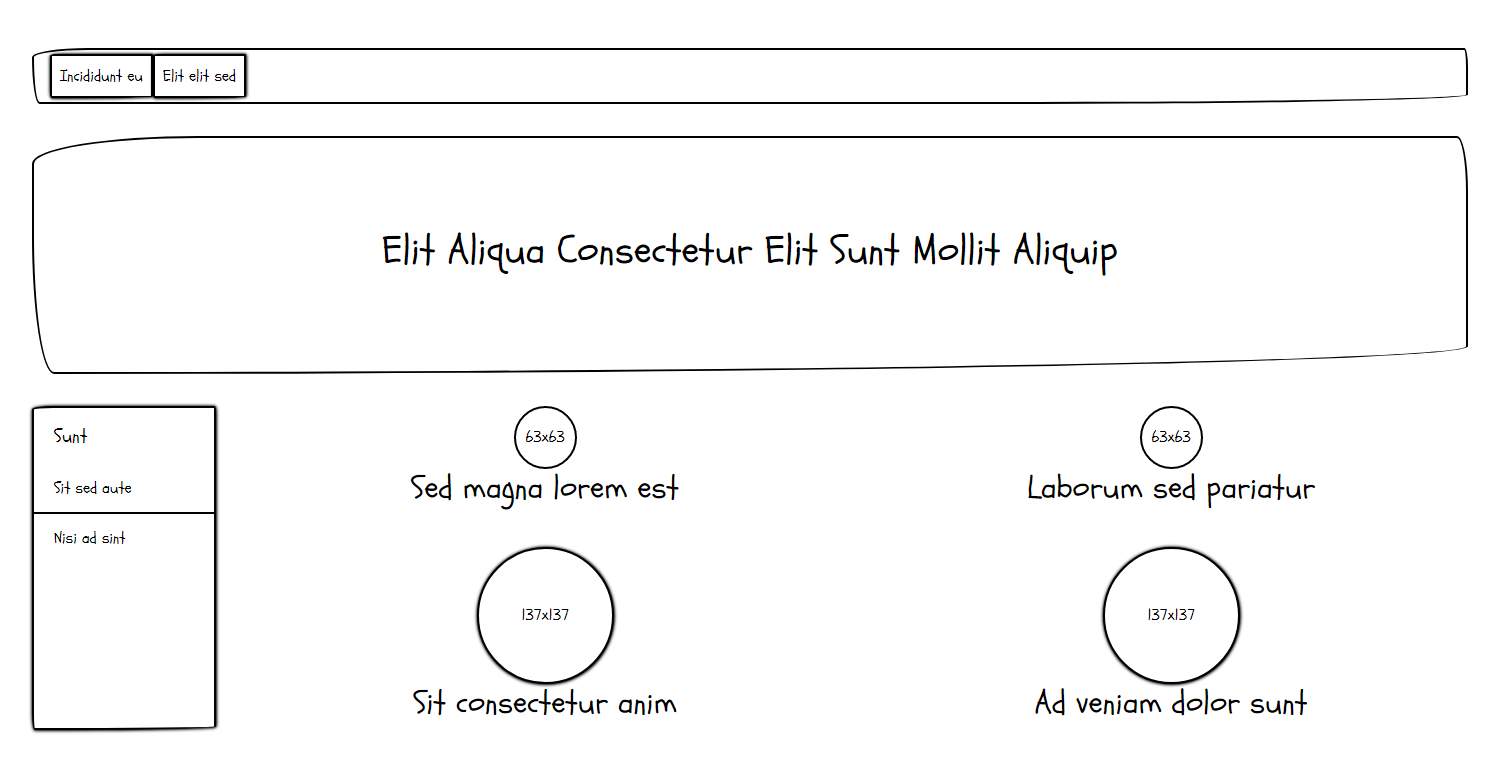 Incididunt eu
Elit elit sed
Elit Aliqua Consectetur Elit Sunt Mollit Aliquip
Sunt
Sit sed aute
Nisi ad sint
63x63
Sed magna lorem est
63x63
Laborum sed pariatur
137x137
Sit consectetur anim
137x137
Ad veniam dolor sunt